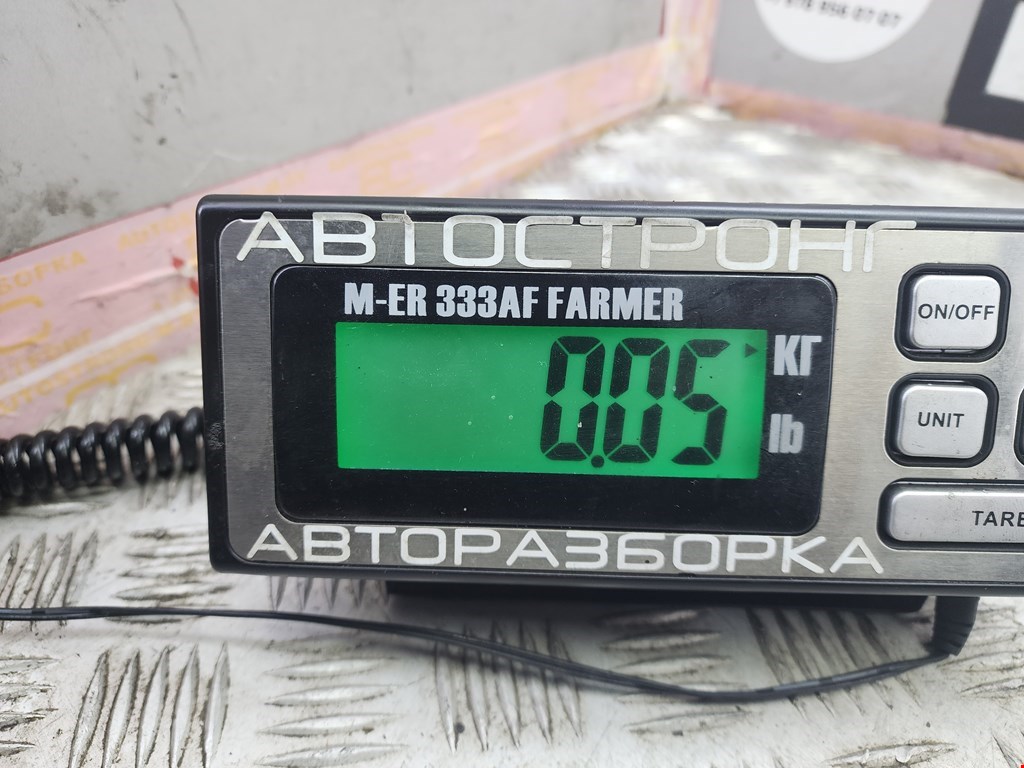 АВТОСТРОНГ
M-ER 333AF FARMER
0.05
КГ
lb
ON/OFF
UNIT
TARE
АВТОРАЗБОРКА